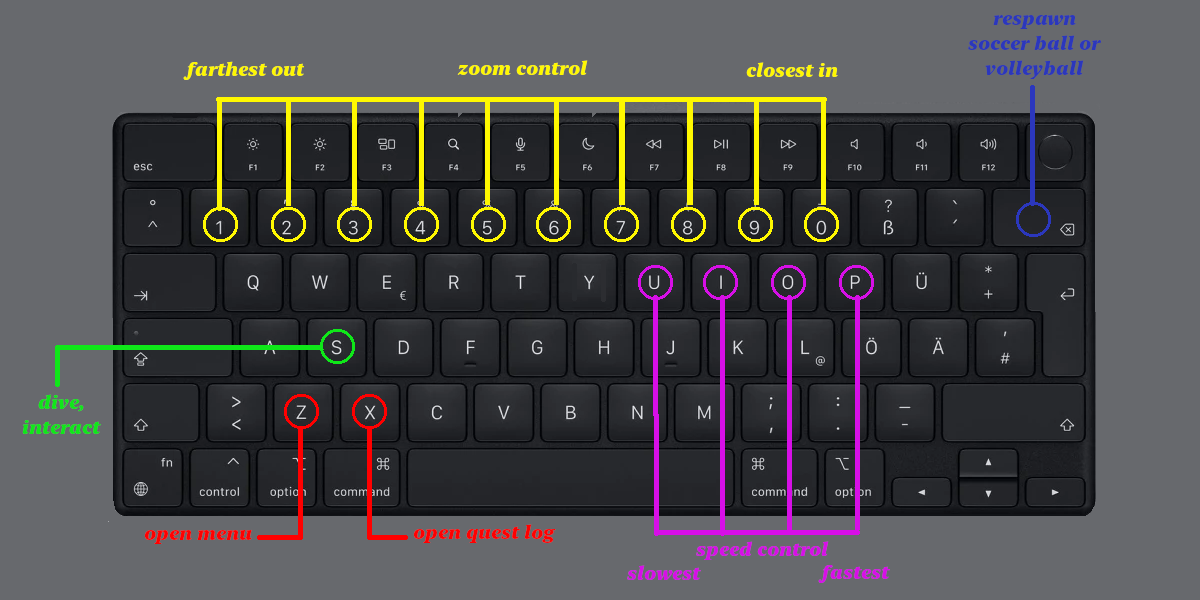 respawn
soccer ball or
volleyball
farthest out zoom control closest in
esc F1 F2 F3 F4 F5 F6 F7 F8 F9 F10 F11 F12
° ^ 1 2 3 4 5 6 7 8 9 0 ? ß ` ´
Q W E € R T Y U I O P Ü * +
A S D F G H J K L @ Ö Ä ' #
dive,
interact
> < Z X C V B N M ; , : . _ -
fn control option command command option
open menu open quest log
speed control
slowest fastest